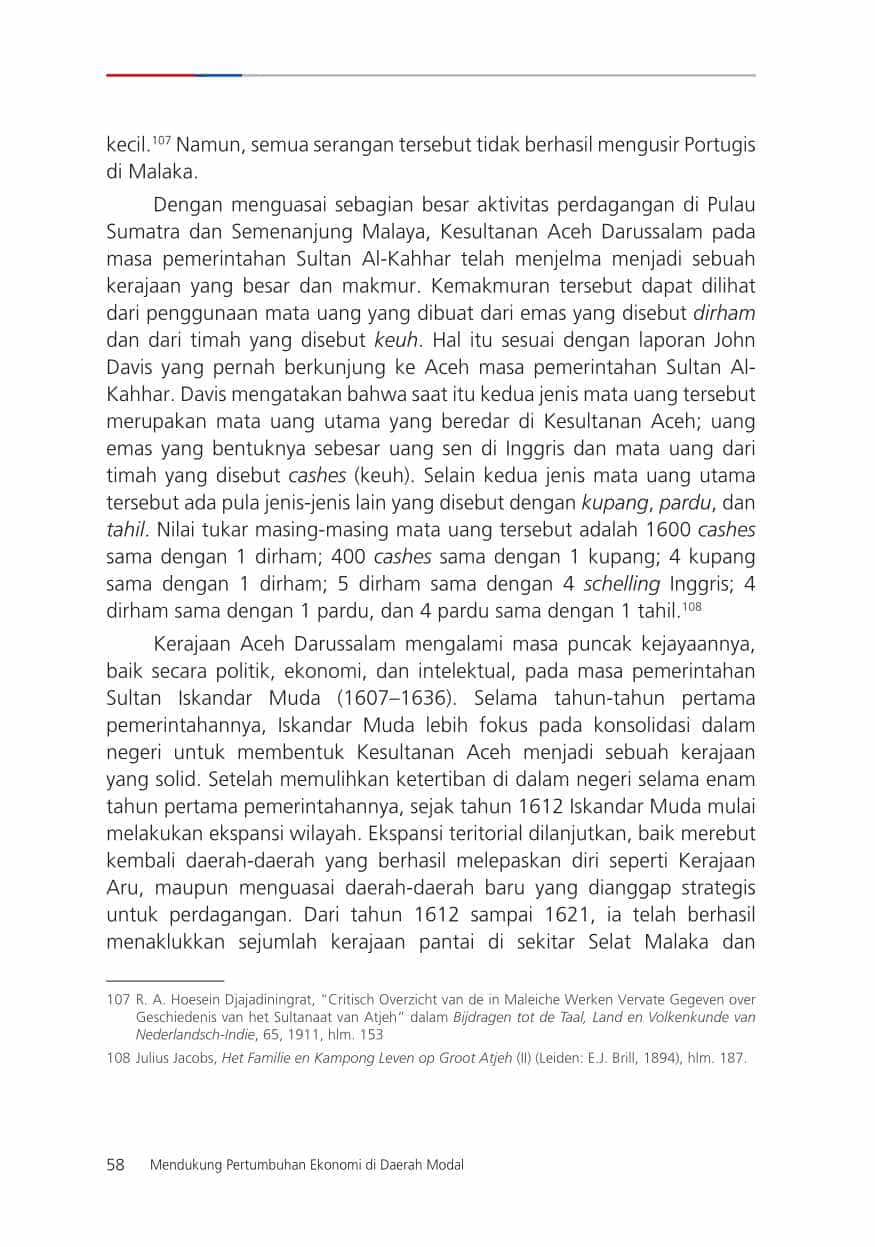 kecil.107 Namun, semua serangan tersebut tidak berhasil mengusir Portugis
di Malaka.
Dengan menguasai sebagian besar aktivitas perdagangan di Pulau
Sumatra dan Semenanjung Malaya, Kesultanan Aceh Darussalam pada
masa pemerintahan Sultan Al-Kahhar telah menjelma menjadi sebuah
kerajaan yang besar dan makmur. Kemakmuran tersebut dapat dilihat
dari penggunaan mata uang yang dibuat dari emas yang disebut dirham
dan dari timah yang disebut keuh. Hal itu sesuai dengan laporan John
Davis yang pernah berkunjung ke Aceh masa pemerintahan Sultan Al-
Kahhar. Davis mengatakan bahwa saat itu kedua jenis mata uang tersebut
merupakan mata uang utama yang beredar di Kesultanan Aceh; uang
emas yang bentuknya sebesar uang sen di Inggris dan mata uang dari
timah yang disebut cashes (keuh). Selain kedua jenis mata uang utama
tersebut ada pula jenis-jenis lain yang disebut dengan kupang, pardu, dan
tahil. Nilai tukar masing-masing mata uang tersebut adalah 1600 cashes
sama dengan 1 dirham; 400 cashes sama dengan 1 kupang; 4 kupang
sama dengan 1 dirham; 5 dirham sama dengan 4 schelling Inggris; 4
dirham sama dengan 1 pardu, dan 4 pardu sama dengan 1 tahil.108
Kerajaan Aceh Darussalam mengalami masa puncak kejayaannya,
baik secara politik, ekonomi, dan intelektual, pada masa pemerintahan
Sultan Iskandar Muda (1607–1636). Selama tahun-tahun pertama
pemerintahannya, Iskandar Muda lebih fokus pada konsolidasi dalam
negeri untuk membentuk Kesultanan Aceh menjadi sebuah kerajaan
yang solid. Setelah memulihkan ketertiban di dalam negeri selama enam
tahun pertama pemerintahannya, sejak tahun 1612 Iskandar Muda mulai
melakukan ekspansi wilayah. Ekspansi teritorial dilanjutkan, baik merebut
kembali daerah-daerah yang berhasil melepaskan diri seperti Kerajaan
Aru, maupun menguasai daerah-daerah baru yang dianggap strategis
untuk perdagangan. Dari tahun 1612 sampai 1621, ia telah berhasil
menaklukkan sejumlah kerajaan pantai di sekitar Selat Malaka dan
107 R. A. Hoesein Djajadiningrat, “Critisch Overzicht van de in Maleiche Werken Vervate Gegeven over
Geschiedenis van het Sultanaat van Atjeh” dalam Bijdragen tot de Taal, Land en Volkenkunde van
Nederlandsch-Indie, 65, 1911, hlm. 153
108 Julius Jacobs, Het Familie en Kampong Leven op Groot Atjeh (II) (Leiden: E.J. Brill, 1894), hlm. 187.
58 Mendukung Pertumbuhan Ekonomi di Daerah Modal